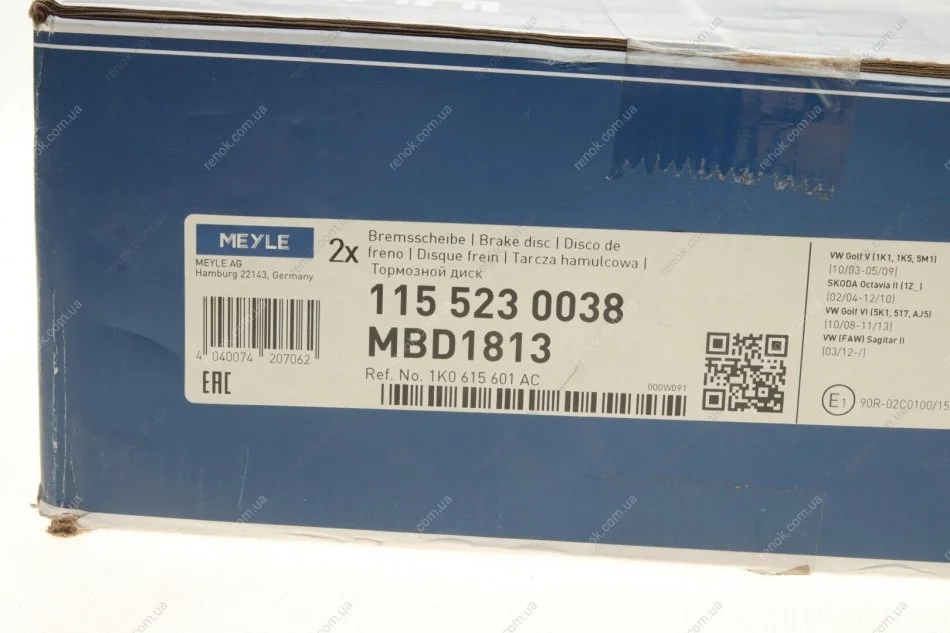 MEYLE
MEYLE AG
Hamburg 22143, Germany
4 040074 207062
EAC
2x
Bremsscheibe | Brake disc | Disco de
freno | Disque frein | Tarcza hamulcowa |
Тормозной диск
115 523 0038
MBD1813
Ref. No. 1K0 615 601 AC
000W091
VW Golf V (1K1, 1K5, 5M1)
(10/03-05/09)
SKODA Octavia II (1Z_)
(02/04-12/10)
VW Golf VI (5K1, 517, AJ5)
(10/08-11/13)
VW (FAW) Sagitar II
(03/12-/)
E1 90R-02C0100/15
renok.com.ua